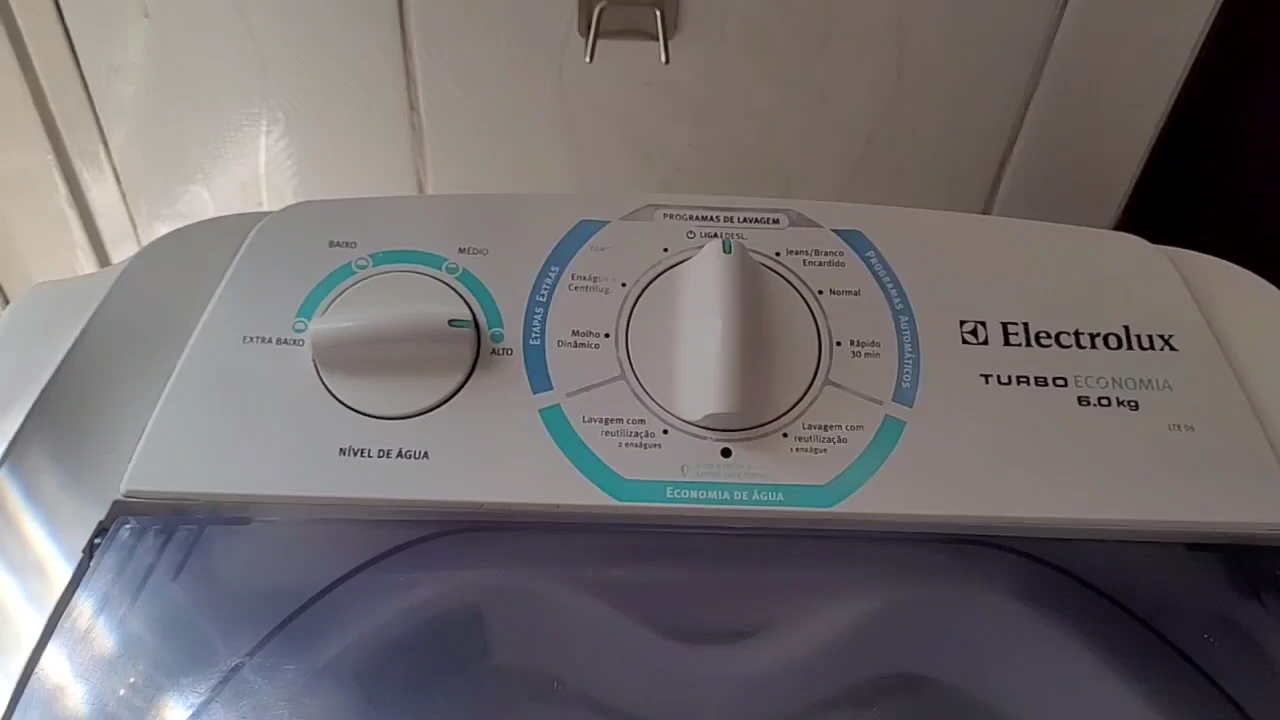 PROGRAMAS DE LAVAGEM
LIGA/DESL.
BAIXO
MÉDIO
EXTRA BAIXO
ALTO
NÍVEL DE ÁGUA
ETAPAS EXTRAS
Enxágue
Centrifug.
Molho
Dinâmico
Jeans/Branco
Encardido
Normal
Rápido
30 min
PROGRAMAS AUTOMÁTICOS
Lavagem com
reutilização
2 enxágues
Lavagem com
reutilização
1 enxágue
ECONOMIA DE ÁGUA
Electrolux
TURBO ECONOMIA
6.0 kg
LTE 06